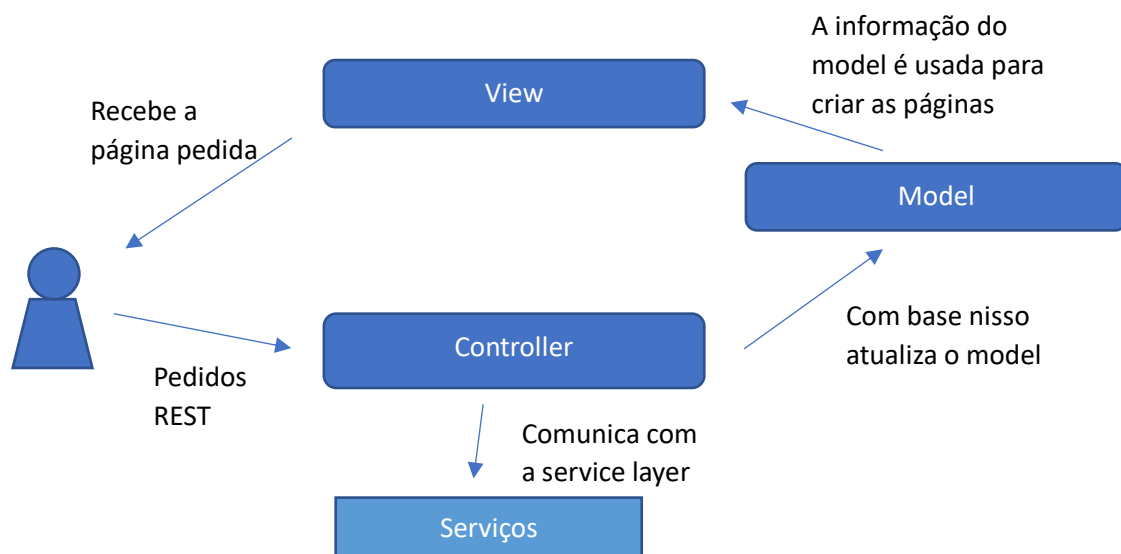 A informação do
model é usada para
criar as páginas
View
Recebe a
página pedida
Model
Com base nisso
atualiza o model
Controller
Pedidos
REST
Comunica com
a service layer
Serviços